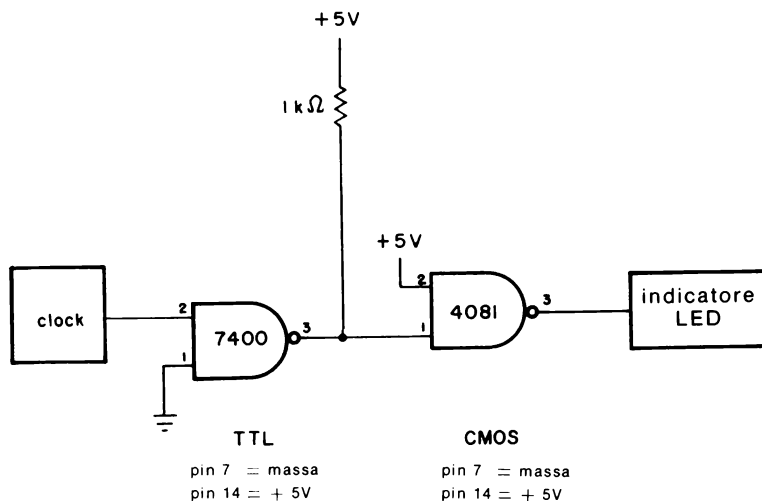 +5V
1kΩ
+5V
2
clock
2
7400
3
1
1
4081
3
indicatore
LED
TTL
pin 7 = massa
pin 14 = + 5V
CMOS
pin 7 = massa
pin 14 = + 5V